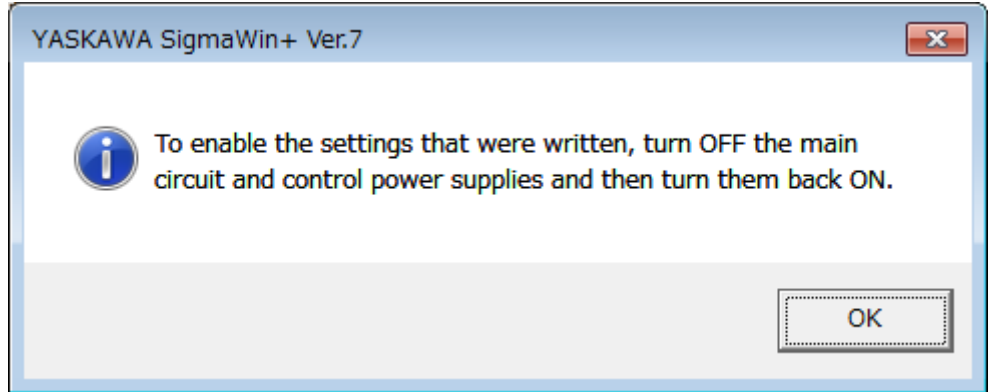 YASKAWA SigmaWin+ Ver.7
To enable the settings that were written, turn OFF the main
circuit and control power supplies and then turn them back ON.
OK